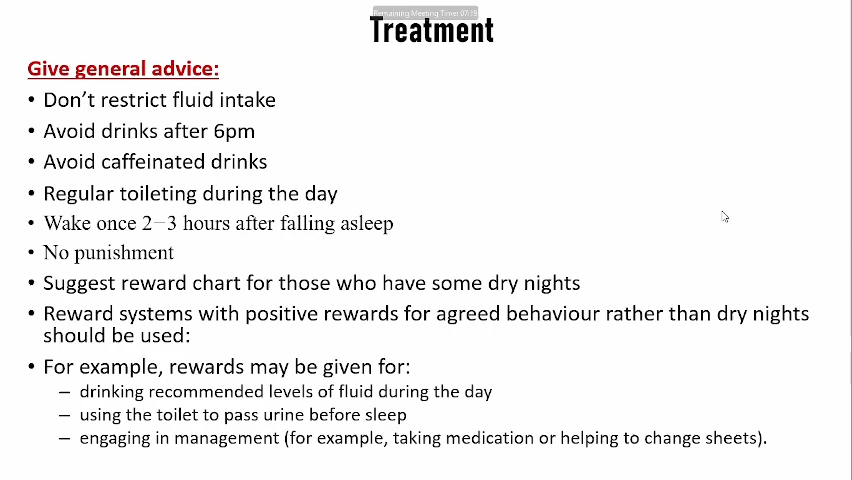 Remaining Meeting Time: 07:19
Treatment
Give general advice:
• Don't restrict fluid intake
• Avoid drinks after 6pm
• Avoid caffeinated drinks
• Regular toileting during the day
• Wake once 2−3 hours after falling asleep
• No punishment
• Suggest reward chart for those who have some dry nights
• Reward systems with positive rewards for agreed behaviour rather than dry nights
should be used:
• For example, rewards may be given for:
– drinking recommended levels of fluid during the day
– using the toilet to pass urine before sleep
– engaging in management (for example, taking medication or helping to change sheets).